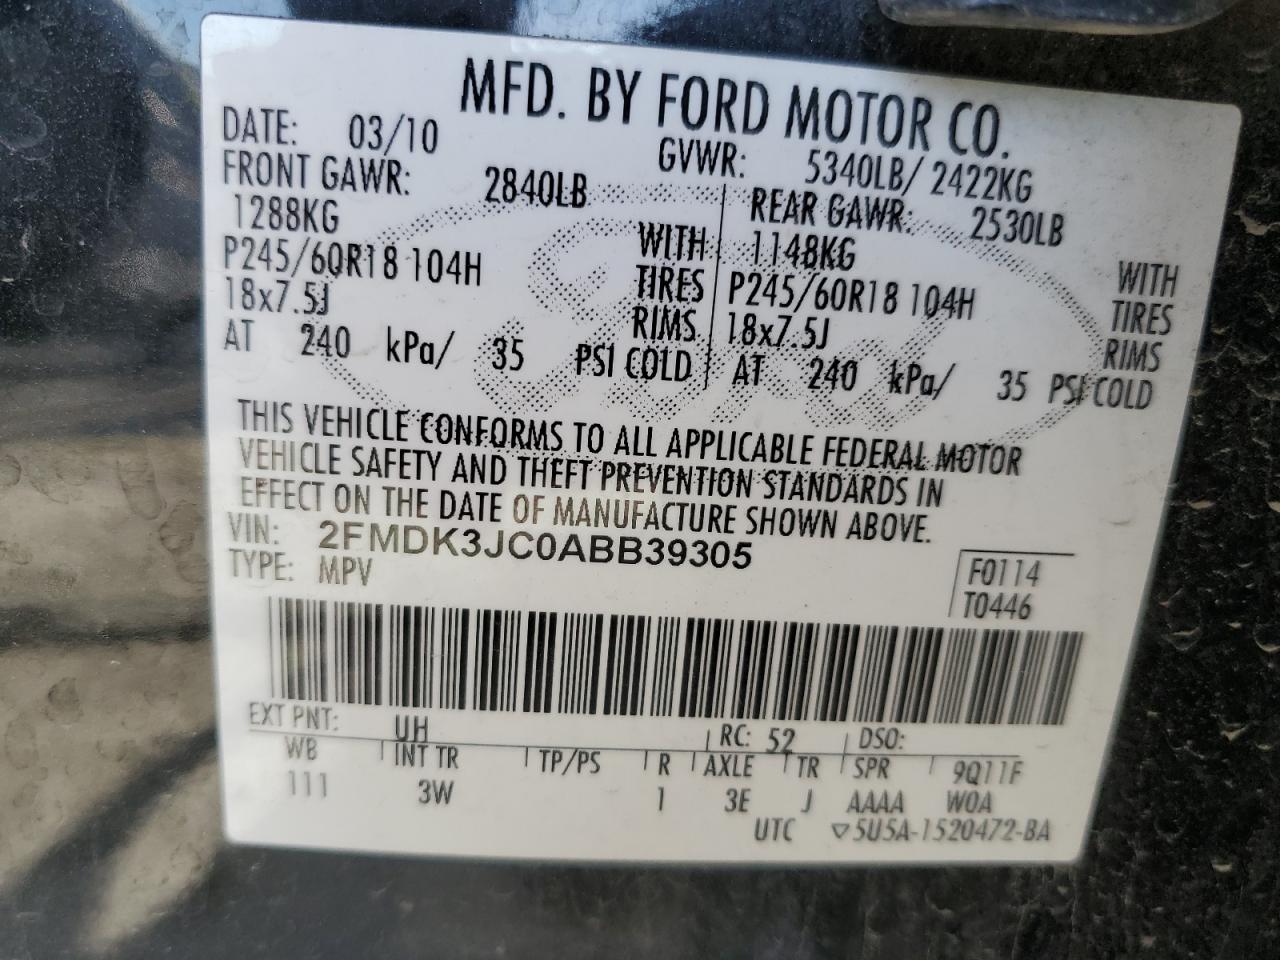 MFD. BY FORD MOTOR CO.
DATE: 03/10 GVWR: 5340LB/ 2422KG
FRONT GAWR: 2840LB REAR GAWR: 2530LB
1288KG WITH 1148KG WITH
P245/60R18 104H TIRES P245/60R18 104H TIRES
18x7.5J RIMS 18x7.5J RIMS
AT 240 kPa/ 35 PSI COLD AT 240 kPa/ 35 PSI COLD
THIS VEHICLE CONFORMS TO ALL APPLICABLE FEDERAL MOTOR
VEHICLE SAFETY AND THEFT PREVENTION STANDARDS IN
EFFECT ON THE DATE OF MANUFACTURE SHOWN ABOVE.
VIN: 2FMDK3JC0ABB39305
TYPE: MPV F0114
T0446
EXT PNT: UH RC: 52 DSO:
WB INT TR TP/PS R AXLE TR SPR 9Q11F
111 3W 1 3E J AAAA WOA
UTC ▽5U5A-1520472-BA